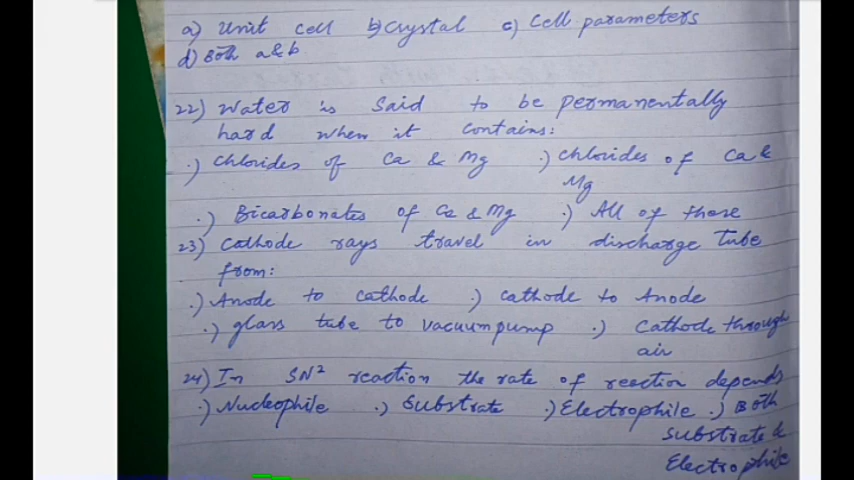 a) Unit cell b) Crystal c) Cell parameters
d) Both a & b
22) Water is said to be permanentally
hard when it contains:
.) Chlorides of Ca & Mg .) Chlorides of Ca &
Mg
.) Bicarbonates of Ca & Mg .) All of these
23) Cathode rays travel in discharge Tube
from:
.) Anode to cathode .) cathode to Anode
.) glass tube to vacuum pump .) Cathode through
air
24) In SN² reaction the rate of reection depends
.) Nucleophile .) Substrate .) Electrophile .) Both
substrate &
Electrophile